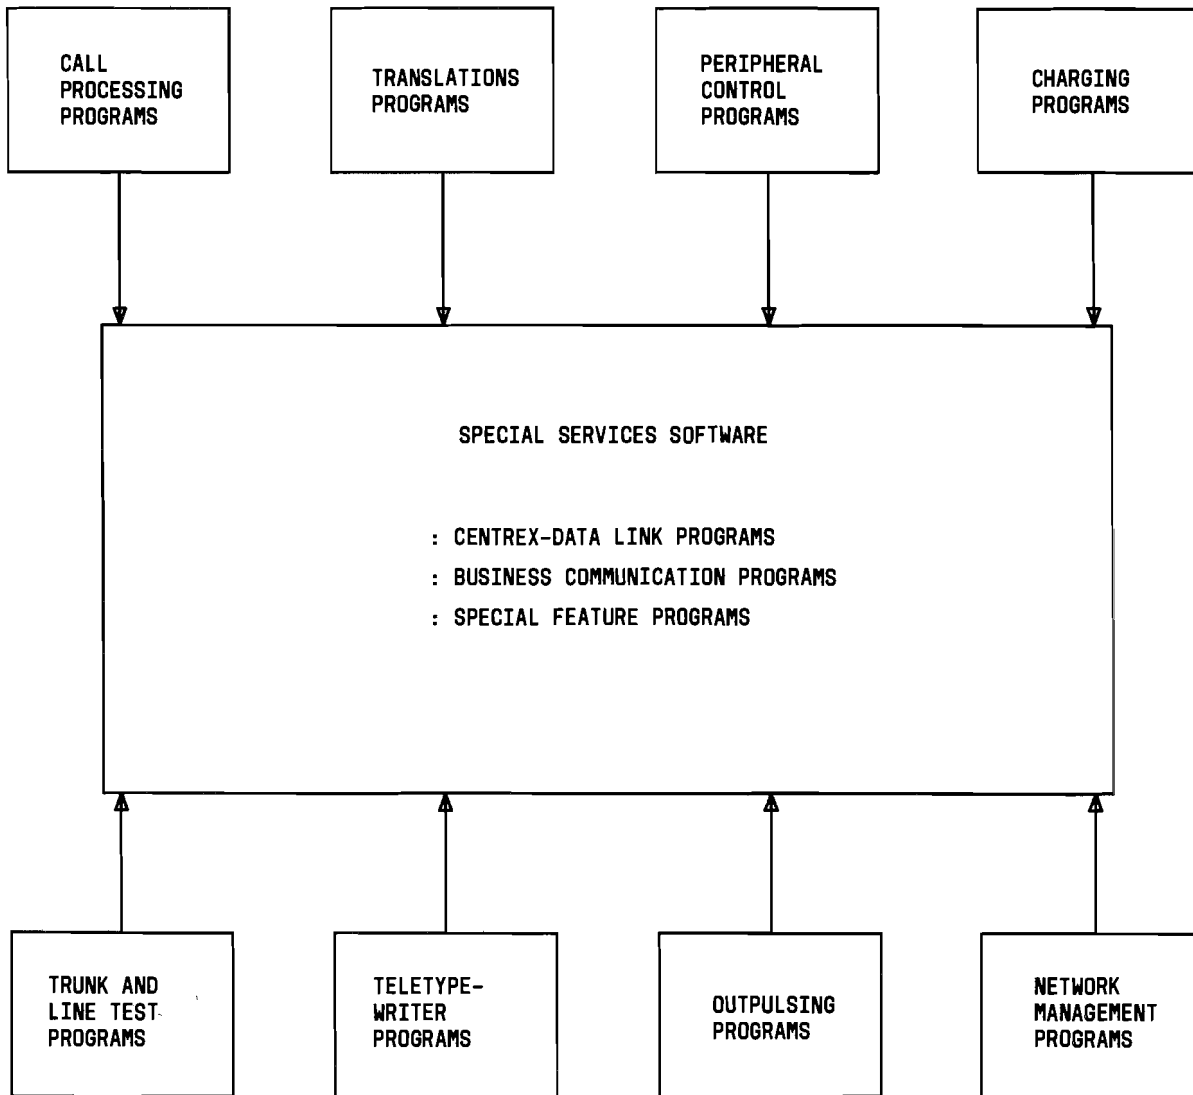 CALL
PROCESSING
PROGRAMS
TRANSLATIONS
PROGRAMS
PERIPHERAL
CONTROL
PROGRAMS
CHARGING
PROGRAMS
SPECIAL SERVICES SOFTWARE
: CENTREX-DATA LINK PROGRAMS
: BUSINESS COMMUNICATION PROGRAMS
: SPECIAL FEATURE PROGRAMS
TRUNK AND
LINE TEST
PROGRAMS
TELETYPE-
WRITER
PROGRAMS
OUTPULSING
PROGRAMS
NETWORK
MANAGEMENT
PROGRAMS